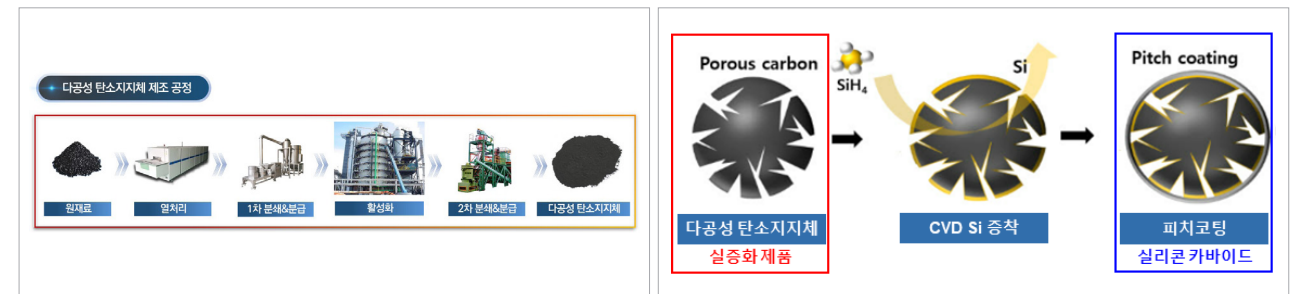 다공성 탄소지지체 제조 공정
원재료
열처리
1차 분쇄&분급
활성화
2차 분쇄&분급
다공성 탄소지지체
Porous carbon
SiH₄
Si
Pitch coating
다공성 탄소지지체
CVD Si 증착
피치코팅
실증화 제품
실리콘 카바이드